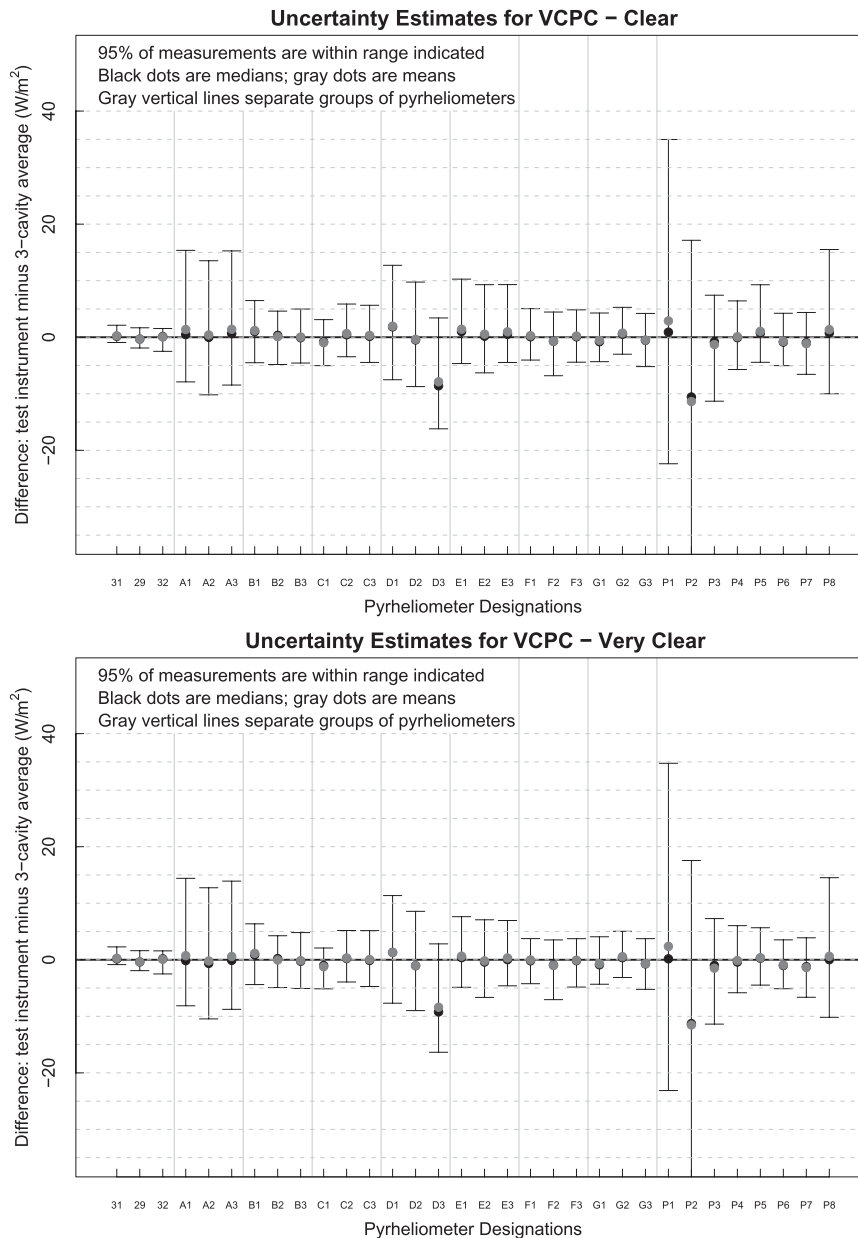 Uncertainty Estimates for VCPC − Clear
95% of measurements are within range indicated
Black dots are medians; gray dots are means
Gray vertical lines separate groups of pyrheliometers
Difference: test instrument minus 3−cavity average (W/m²)
40
20
0
−20
31 29 32 A1 A2 A3 B1 B2 B3 C1 C2 C3 D1 D2 D3 E1 E2 E3 F1 F2 F3 G1 G2 G3 P1 P2 P3 P4 P5 P6 P7 P8
Pyrheliometer Designations
Uncertainty Estimates for VCPC − Very Clear
95% of measurements are within range indicated
Black dots are medians; gray dots are means
Gray vertical lines separate groups of pyrheliometers
Difference: test instrument minus 3−cavity average (W/m²)
40
20
0
−20
31 29 32 A1 A2 A3 B1 B2 B3 C1 C2 C3 D1 D2 D3 E1 E2 E3 F1 F2 F3 G1 G2 G3 P1 P2 P3 P4 P5 P6 P7 P8
Pyrheliometer Designations